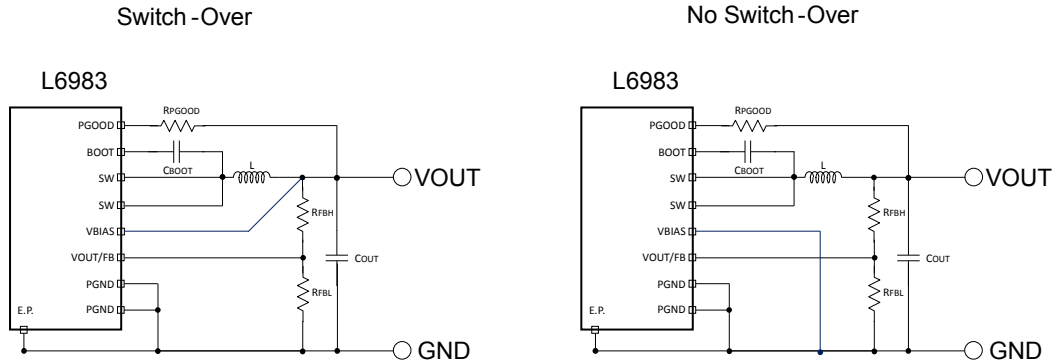 Switch-Over
L6983
PGOOD
RPGOOD
BOOT
CBOOT
SW
L
VOUT
SW
RFBH
VBIAS
VOUT/FB
COUT
PGND
RFBL
E.P.
PGND
GND
No Switch-Over
L6983
PGOOD
RPGOOD
BOOT
CBOOT
SW
L
VOUT
SW
RFBH
VBIAS
VOUT/FB
COUT
PGND
RFBL
E.P.
PGND
GND